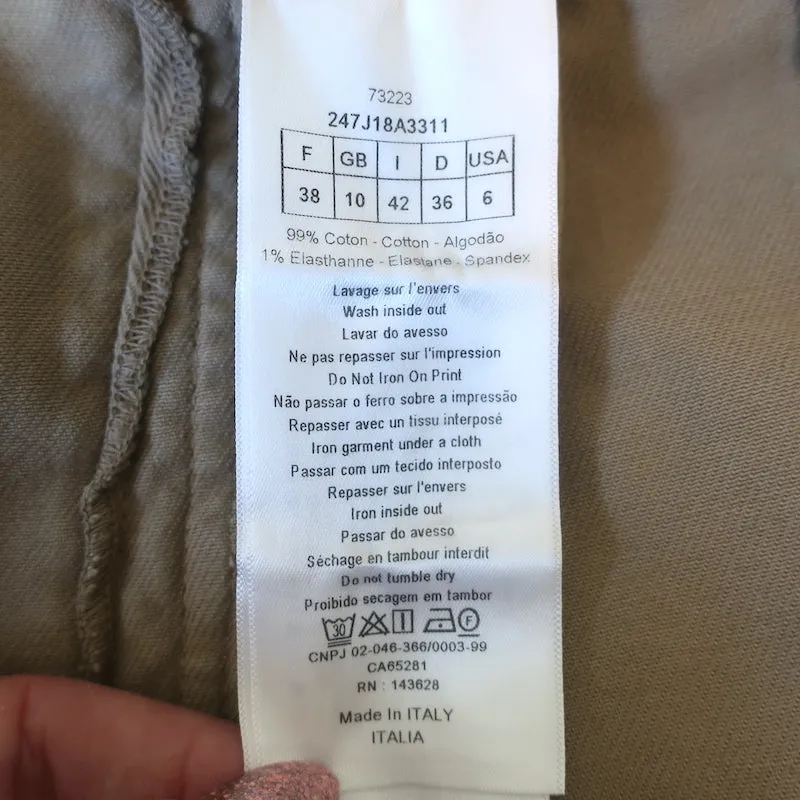 73223
247J18A3311
F GB I D USA
38 10 42 36 6
99% Coton - Cotton - Algodão
1% Elasthanne - Elastane - Spandex
Lavage sur l'envers
Wash inside out
Lavar do avesso
Ne pas repasser sur l'impression
Do Not Iron On Print
Não passar o ferro sobre a impressão
Repasser avec un tissu interposé
Iron garment under a cloth
Passar com um tecido interposto
Repasser sur l'envers
Iron inside out
Passar do avesso
Séchage en tambour interdit
Do not tumble dry
Proibido secagem em tambor
30 F
CNPJ 02-046-366/0003-99
CA65281
RN : 143628
Made In ITALY
ITALIA